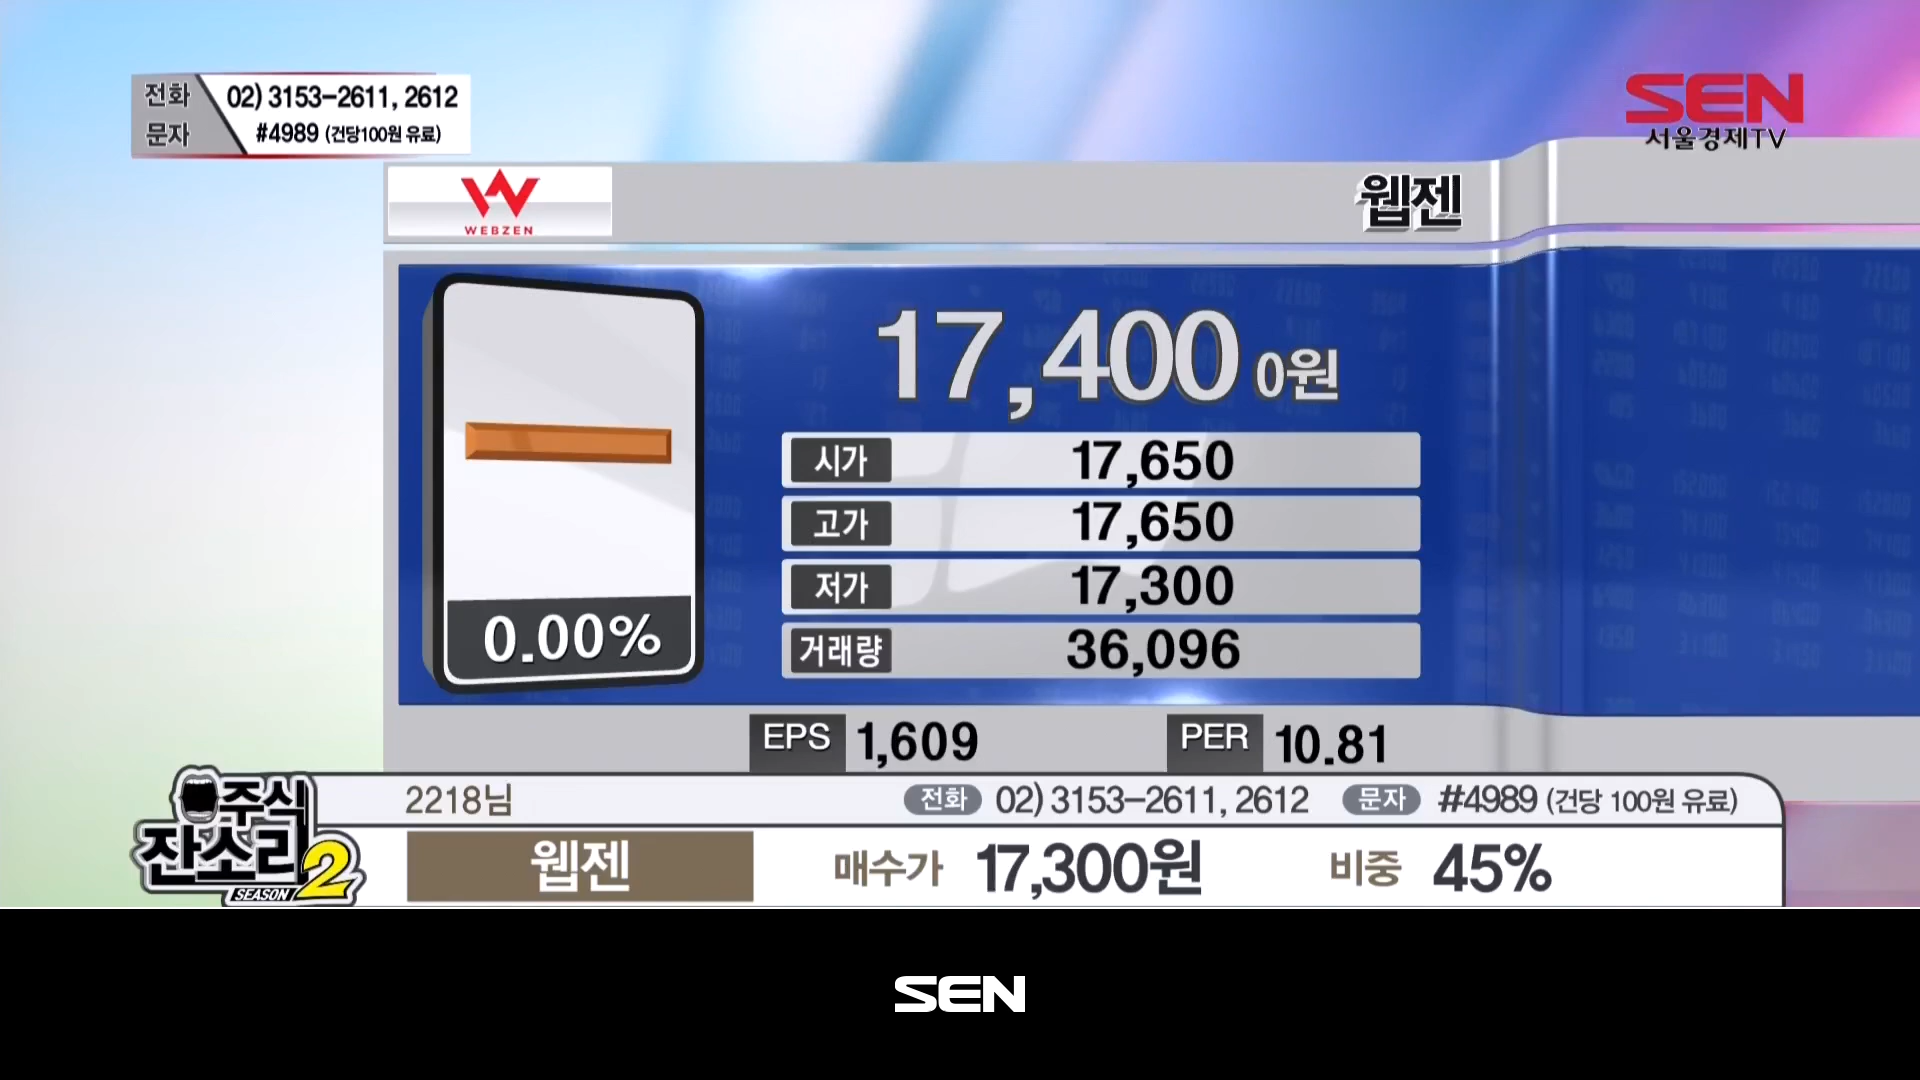 전화 02) 3153-2611, 2612
문자 #4989 (건당100원 유료)
SEN
서울경제TV
WEBZEN
웹젠
17,400 0원
시가 17,650
고가 17,650
저가 17,300
거래량 36,096
0.00%
EPS 1,609 PER 10.81
주식
잔소리 2
SEASON
2218님 전화 02) 3153-2611, 2612 문자 #4989 (건당 100원 유료)
웹젠 매수가 17,300원 비중 45%
SEN